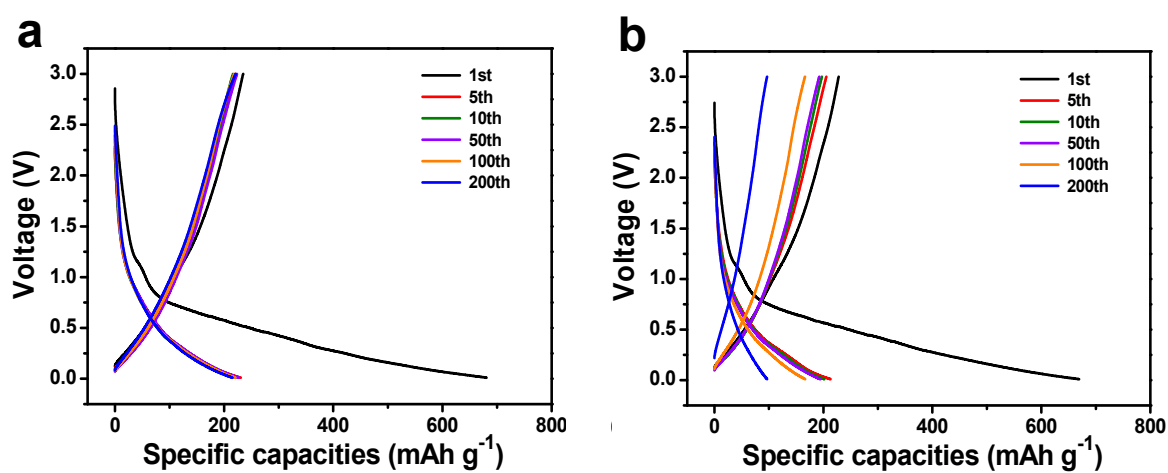 a
3.0
2.5
2.0
1.5
1.0
0.5
0.0
Voltage (V)
1st
5th
10th
50th
100th
200th
0 200 400 600 800
Specific capacities (mAh g⁻¹)
b
3.0
2.5
2.0
1.5
1.0
0.5
0.0
Voltage (V)
1st
5th
10th
50th
100th
200th
0 200 400 600 800
Specific capacities (mAh g⁻¹)